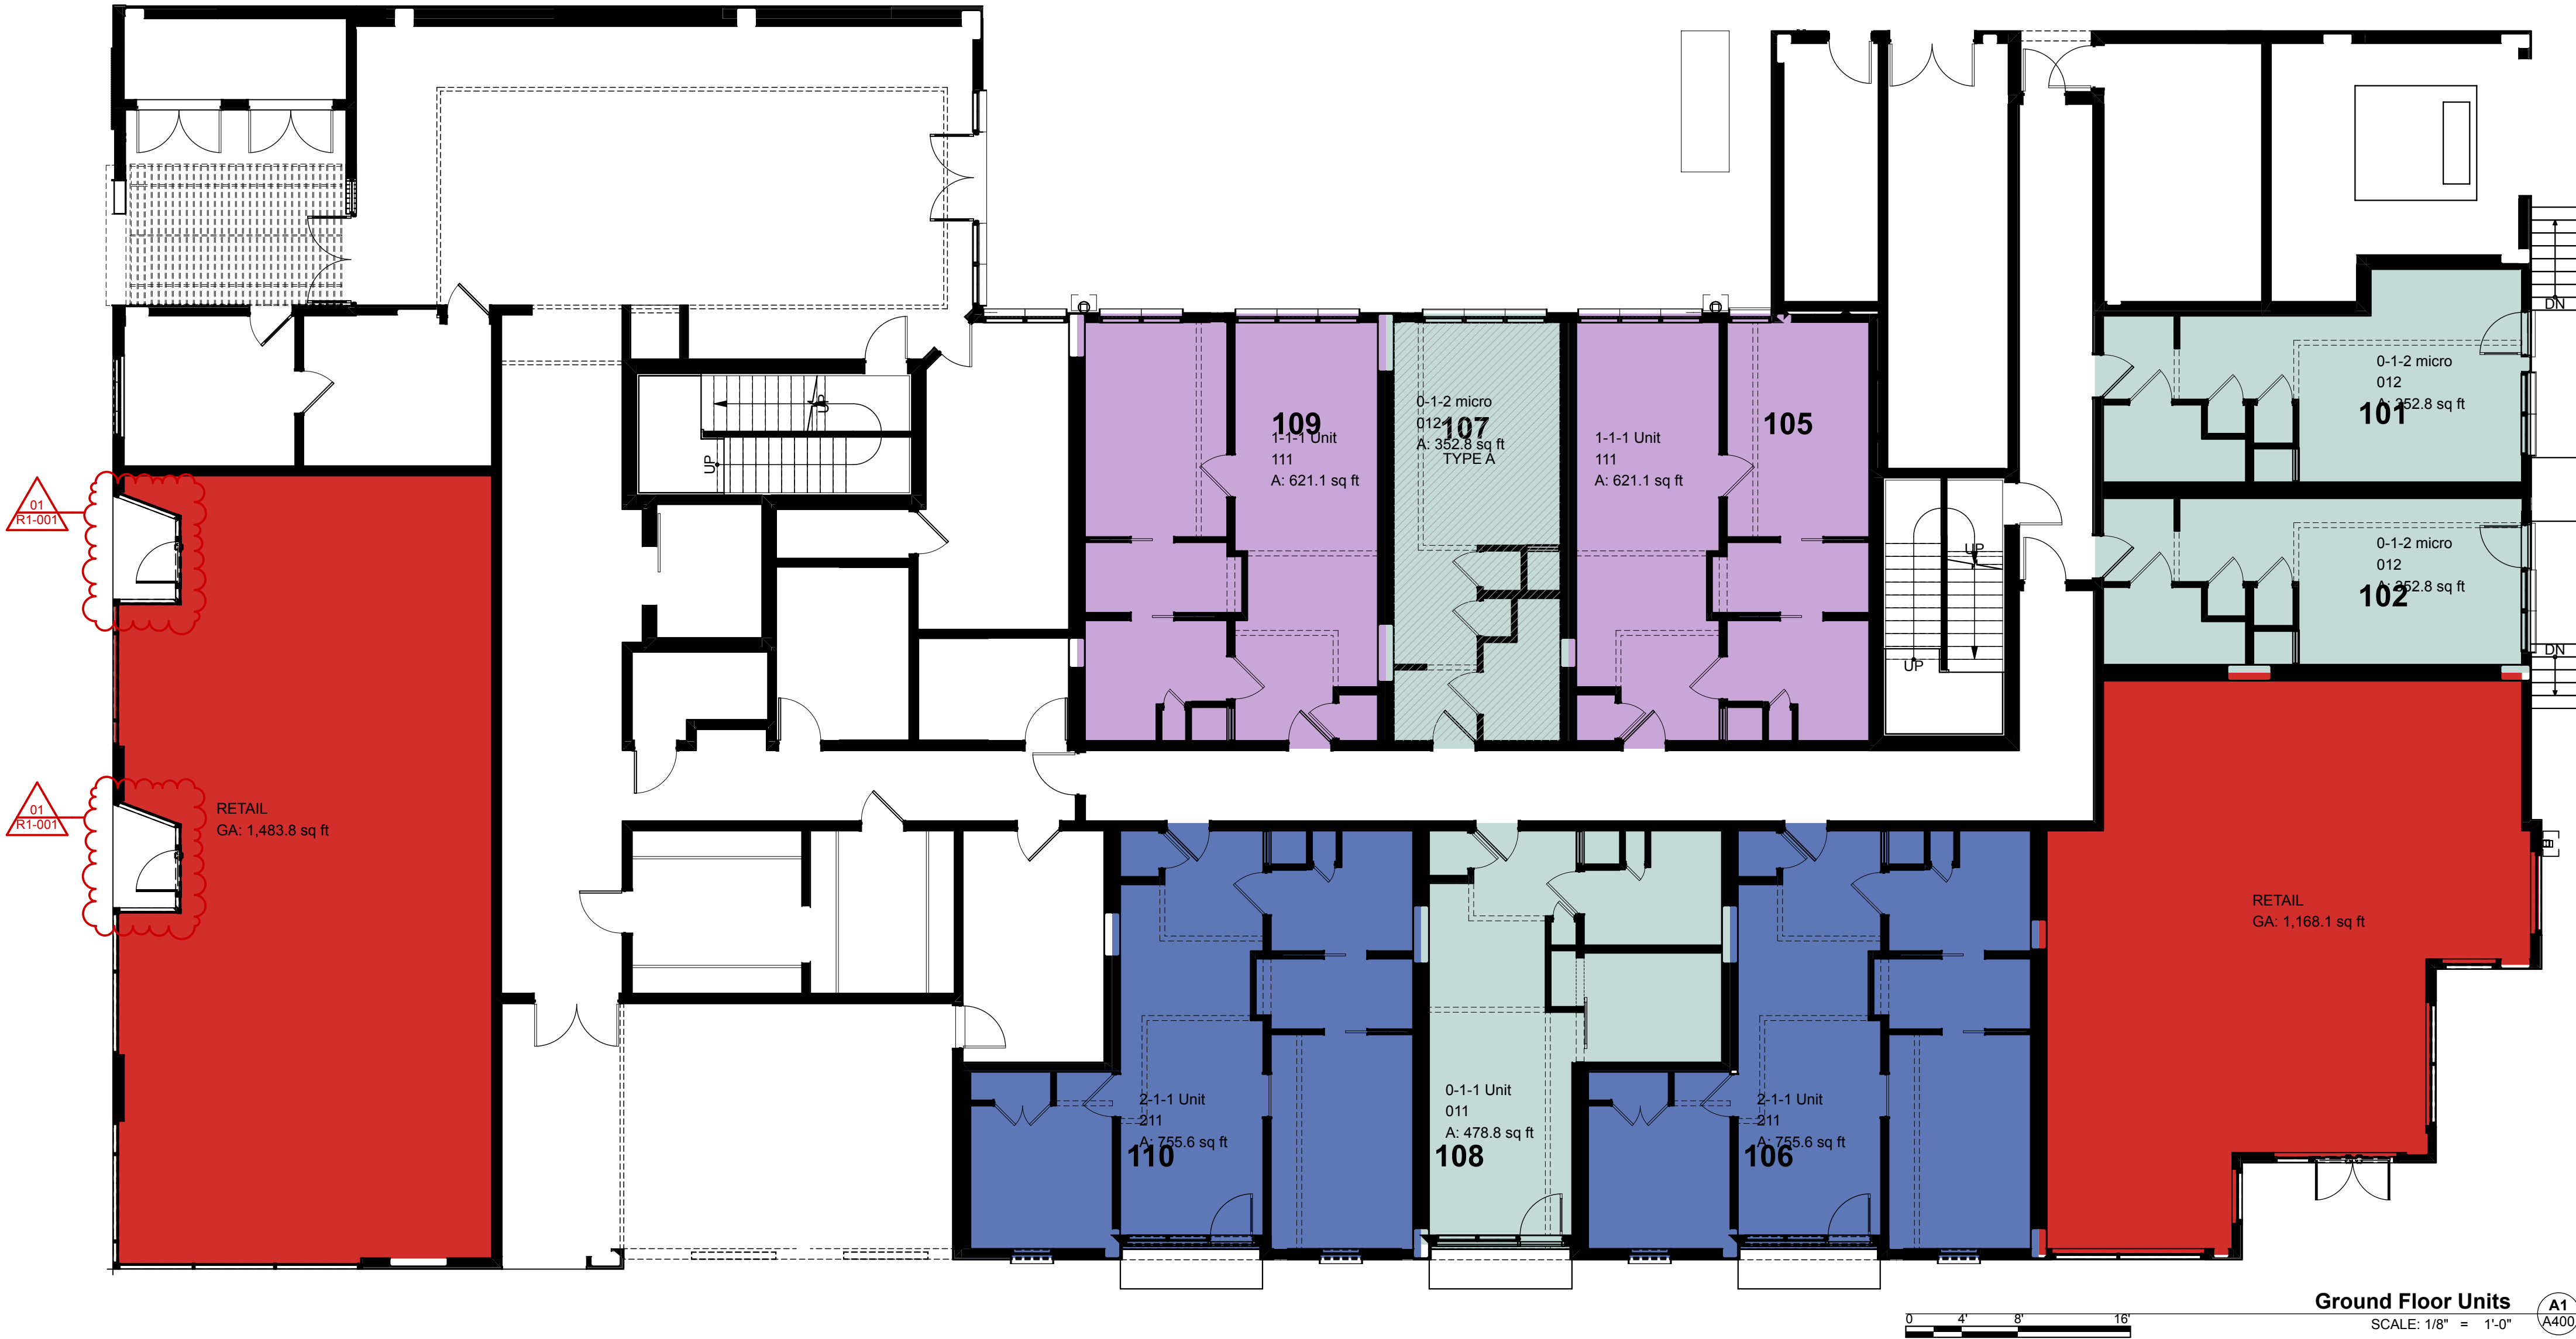 DN
UP
UP
0-1-2 micro
012
A: 352.8 sq ft
101
109
1-1-1 Unit
111
A: 621.1 sq ft
0-1-2 micro
012
107
A: 352.8 sq ft
TYPE A
105
1-1-1 Unit
111
A: 621.1 sq ft
01
R1-001
UP
UP
0-1-2 micro
012
A: 352.8 sq ft
102
DN
01
R1-001
RETAIL
GA: 1,483.8 sq ft
RETAIL
GA: 1,168.1 sq ft
2-1-1 Unit
211
A: 755.6 sq ft
110
0-1-1 Unit
011
A: 478.8 sq ft
108
2-1-1 Unit
211
A: 755.6 sq ft
106
0 4' 8' 16'
Ground Floor Units
SCALE: 1/8" = 1'-0"
A1
A400